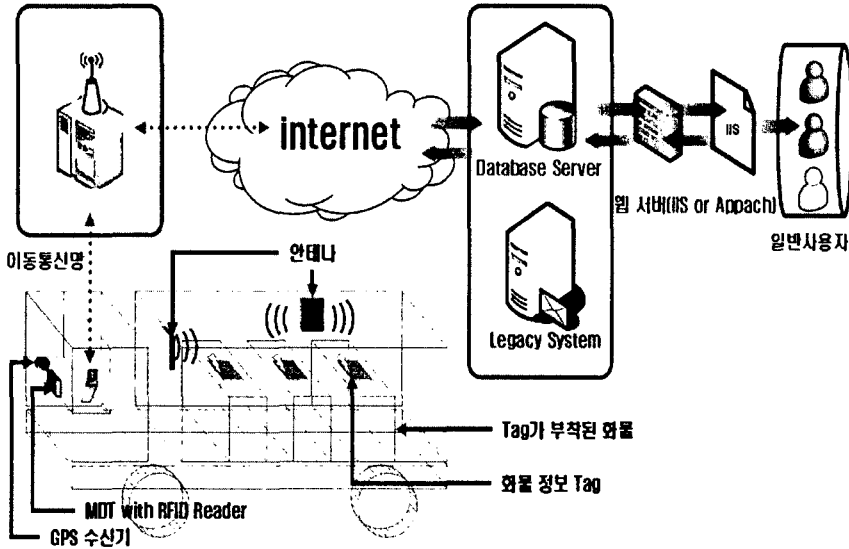 internet
Database Server
IIS
웹 서버(IIS or Appach)
일반사용자
이동통신망
안테나
Legacy System
Tag가 부착된 화물
화물 정보 Tag
MDT with RFID Reader
GPS 수신기